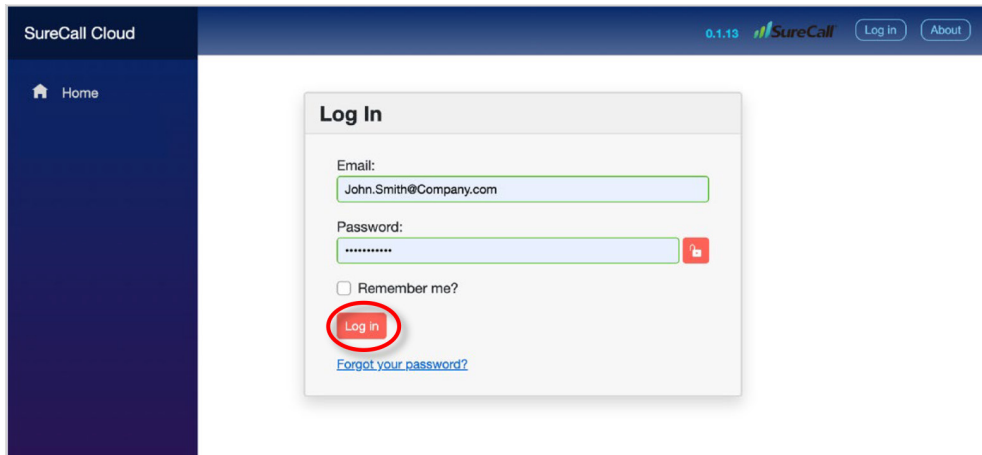 SureCall Cloud
0.1.13 SureCall Log in About
Home
Log In
Email:
John.Smith@Company.com
Password:
•••••••••••
Remember me?
Log in
Forgot your password?